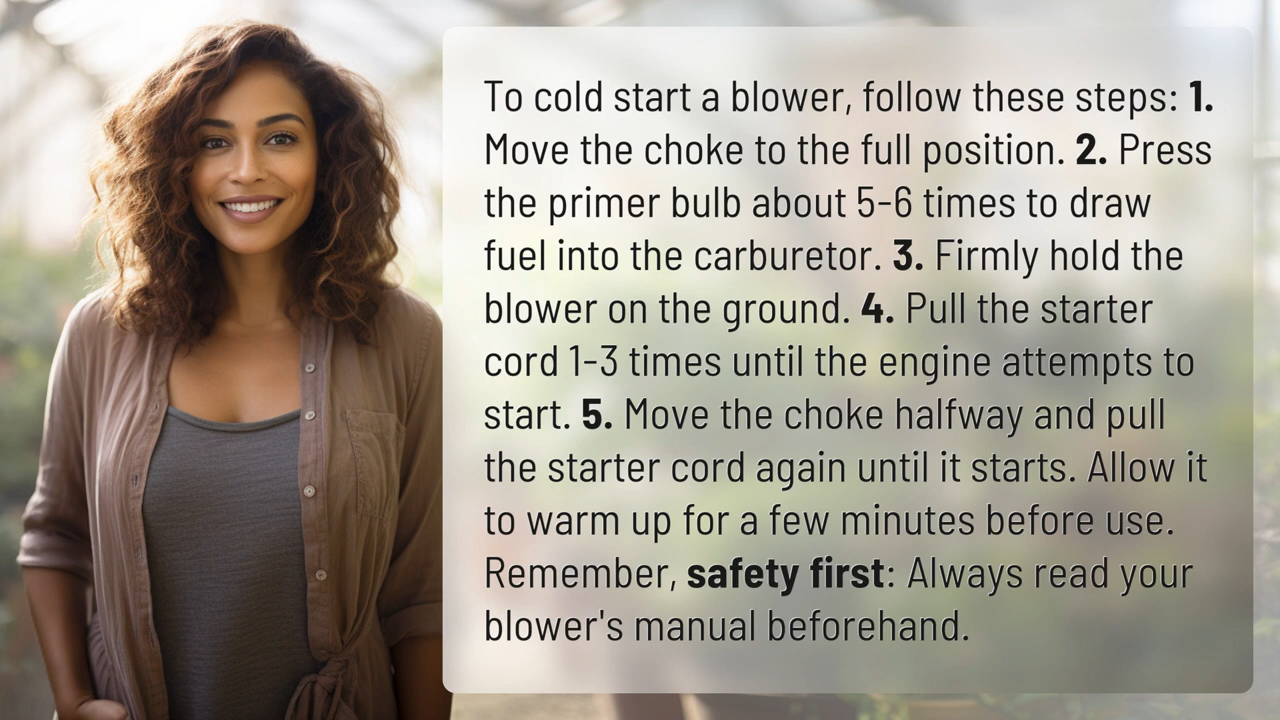 To cold start a blower, follow these steps: 1.
Move the choke to the full position. 2. Press
the primer bulb about 5-6 times to draw
fuel into the carburetor. 3. Firmly hold the
blower on the ground. 4. Pull the starter
cord 1-3 times until the engine attempts to
start. 5. Move the choke halfway and pull
the starter cord again until it starts. Allow it
to warm up for a few minutes before use.
Remember, safety first: Always read your
blower's manual beforehand.